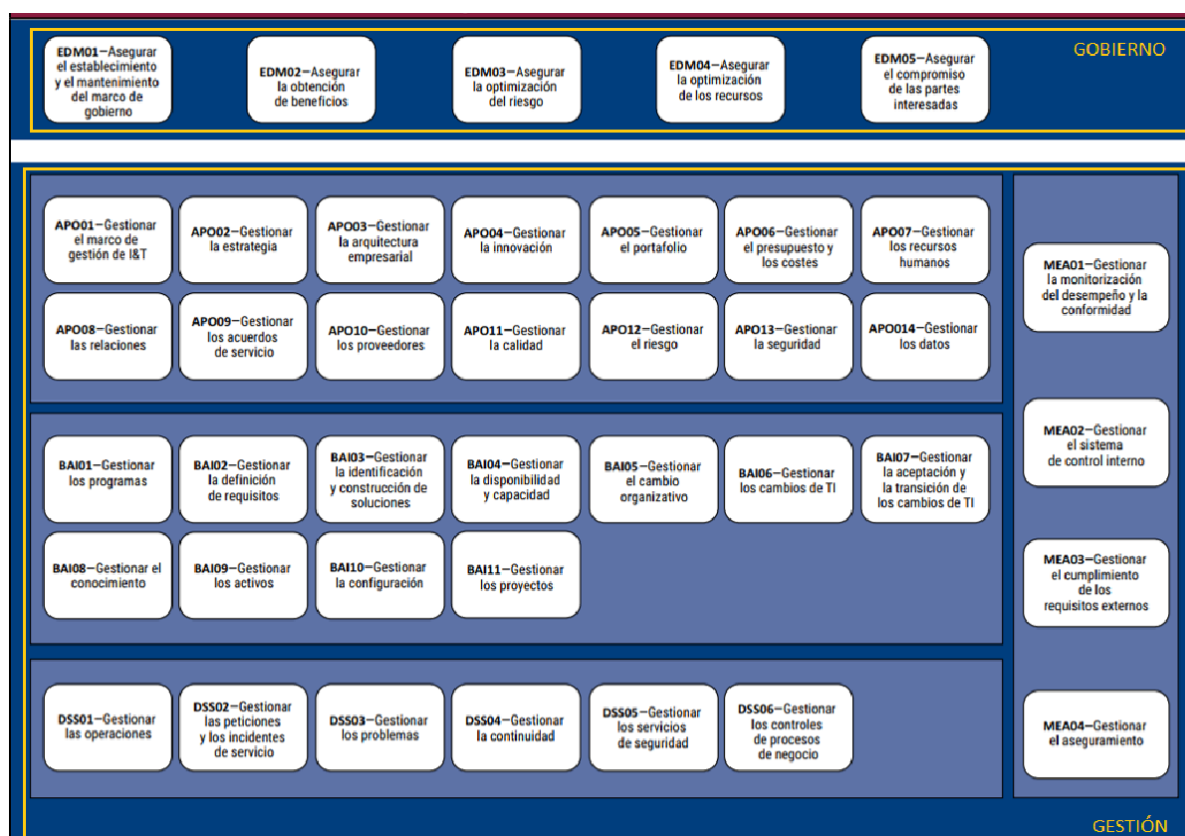 GOBIERNO
EDM01—Asegurar
el establecimiento
y el mantenimiento
del marco de
gobierno
EDM02—Asegurar
la obtención
de beneficios
EDM03—Asegurar
la optimización
del riesgo
EDM04—Asegurar
la optimización
de los recursos
EDM05—Asegurar
el compromiso
de las partes
interesadas
APO01—Gestionar
el marco de
gestión de I&T
APO02—Gestionar
la estrategia
APO03—Gestionar
la arquitectura
empresarial
APO04—Gestionar
la innovación
APO05—Gestionar
el portafolio
APO06—Gestionar
el presupuesto y
los costes
APO07—Gestionar
los recursos
humanos
APO08—Gestionar
las relaciones
APO09—Gestionar
los acuerdos
de servicio
APO10—Gestionar
los proveedores
APO11—Gestionar
la calidad
APO12—Gestionar
el riesgo
APO13—Gestionar
la seguridad
APO014—Gestionar
los datos
BAI01—Gestionar
los programas
BAI02—Gestionar
la definición
de requisitos
BAI03—Gestionar
la identificación
y construcción de
soluciones
BAI04—Gestionar
la disponibilidad
y capacidad
BAI05—Gestionar
el cambio
organizativo
BAI06—Gestionar
los cambios de TI
BAI07—Gestionar
la aceptación y
la transición de
los cambios de TI
BAI08—Gestionar el
conocimiento
BAI09—Gestionar
los activos
BAI10—Gestionar
la configuración
BAI11—Gestionar
los proyectos
DSS01—Gestionar
las operaciones
DSS02—Gestionar
las peticiones
y los incidentes
de servicio
DSS03—Gestionar
los problemas
DSS04—Gestionar
la continuidad
DSS05—Gestionar
los servicios
de seguridad
DSS06—Gestionar
los controles
de procesos
de negocio
MEA01—Gestionar
la monitorización
del desempeño y la
conformidad
MEA02—Gestionar
el sistema
de control interno
MEA03—Gestionar
el cumplimiento
de los
requisitos externos
MEA04—Gestionar
el aseguramiento
GESTIÓN